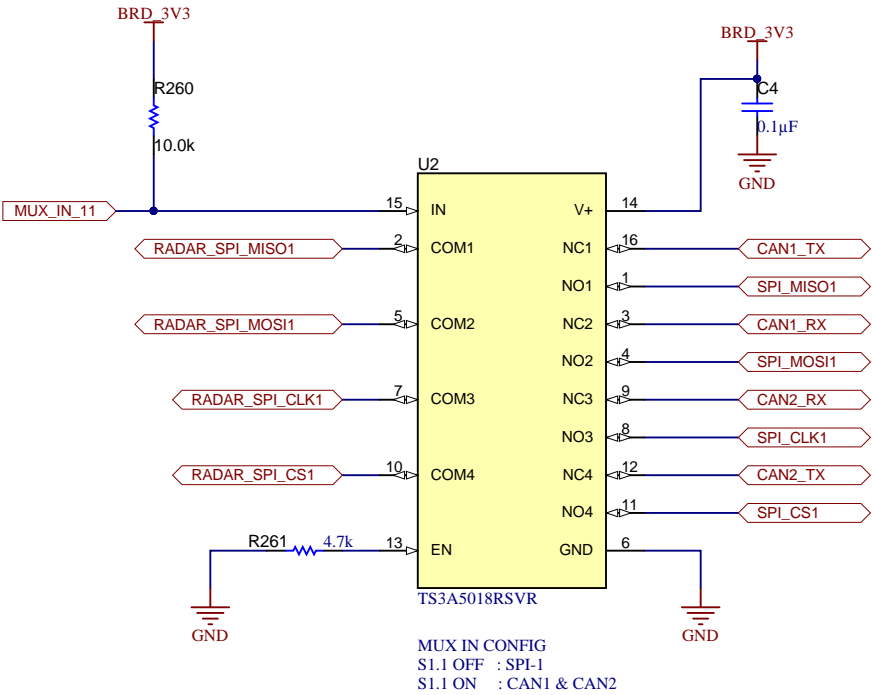 BRD_3V3
BRD_3V3
R260
C4
10.0k
0.1µF
GND
U2
MUX_IN_11
15
IN
V+
14
RADAR_SPI_MISO1
2
COM1
NC1
16
CAN1_TX
NO1
1
SPI_MISO1
RADAR_SPI_MOSI1
5
COM2
NC2
3
CAN1_RX
NO2
4
SPI_MOSI1
RADAR_SPI_CLK1
7
COM3
NC3
9
CAN2_RX
NO3
8
SPI_CLK1
RADAR_SPI_CS1
10
COM4
NC4
12
CAN2_TX
NO4
11
SPI_CS1
R261
4.7k
13
EN
GND
6
TS3A5018RSVR
GND
GND
MUX IN CONFIG
S1.1 OFF : SPI-1
S1.1 ON : CAN1 & CAN2